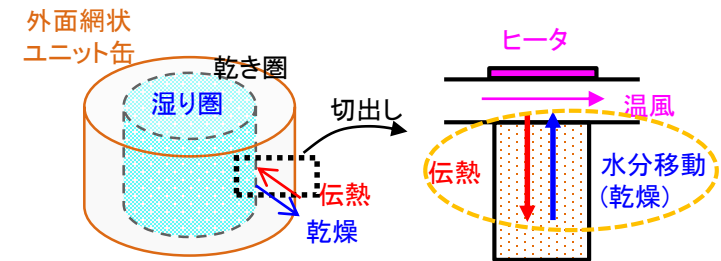 外面網状
ユニット缶
乾き圏
湿り圏
伝熱
乾燥
切出し
ヒータ
温風
伝熱
水分移動
(乾燥)